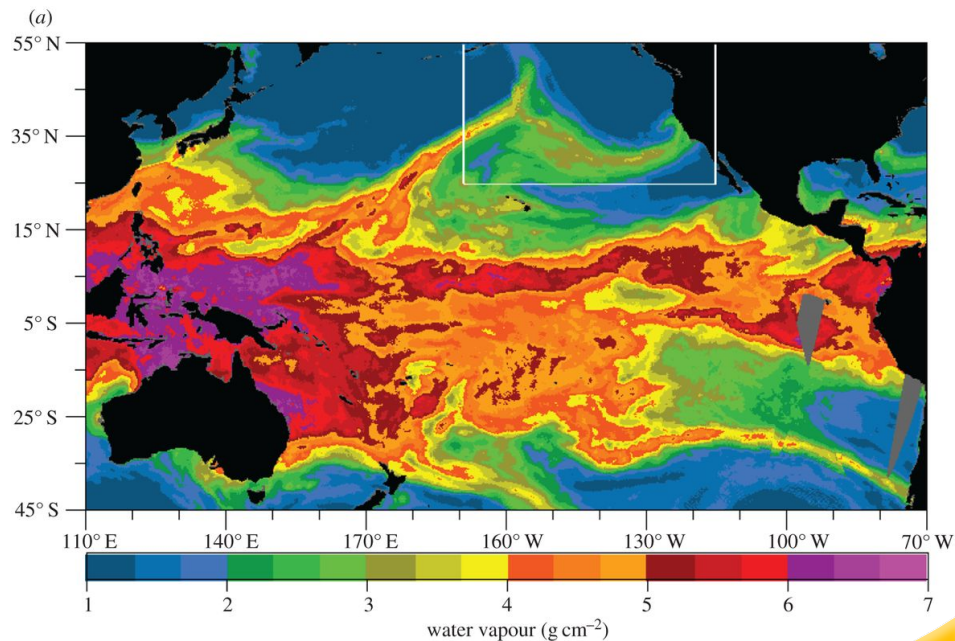 (a)
55° N
35° N
15° N
5° S
25° S
45° S
110° E 140° E 170° E 160° W 130° W 100° W 70° W
1 2 3 4 5 6 7
water vapour (g cm⁻²)